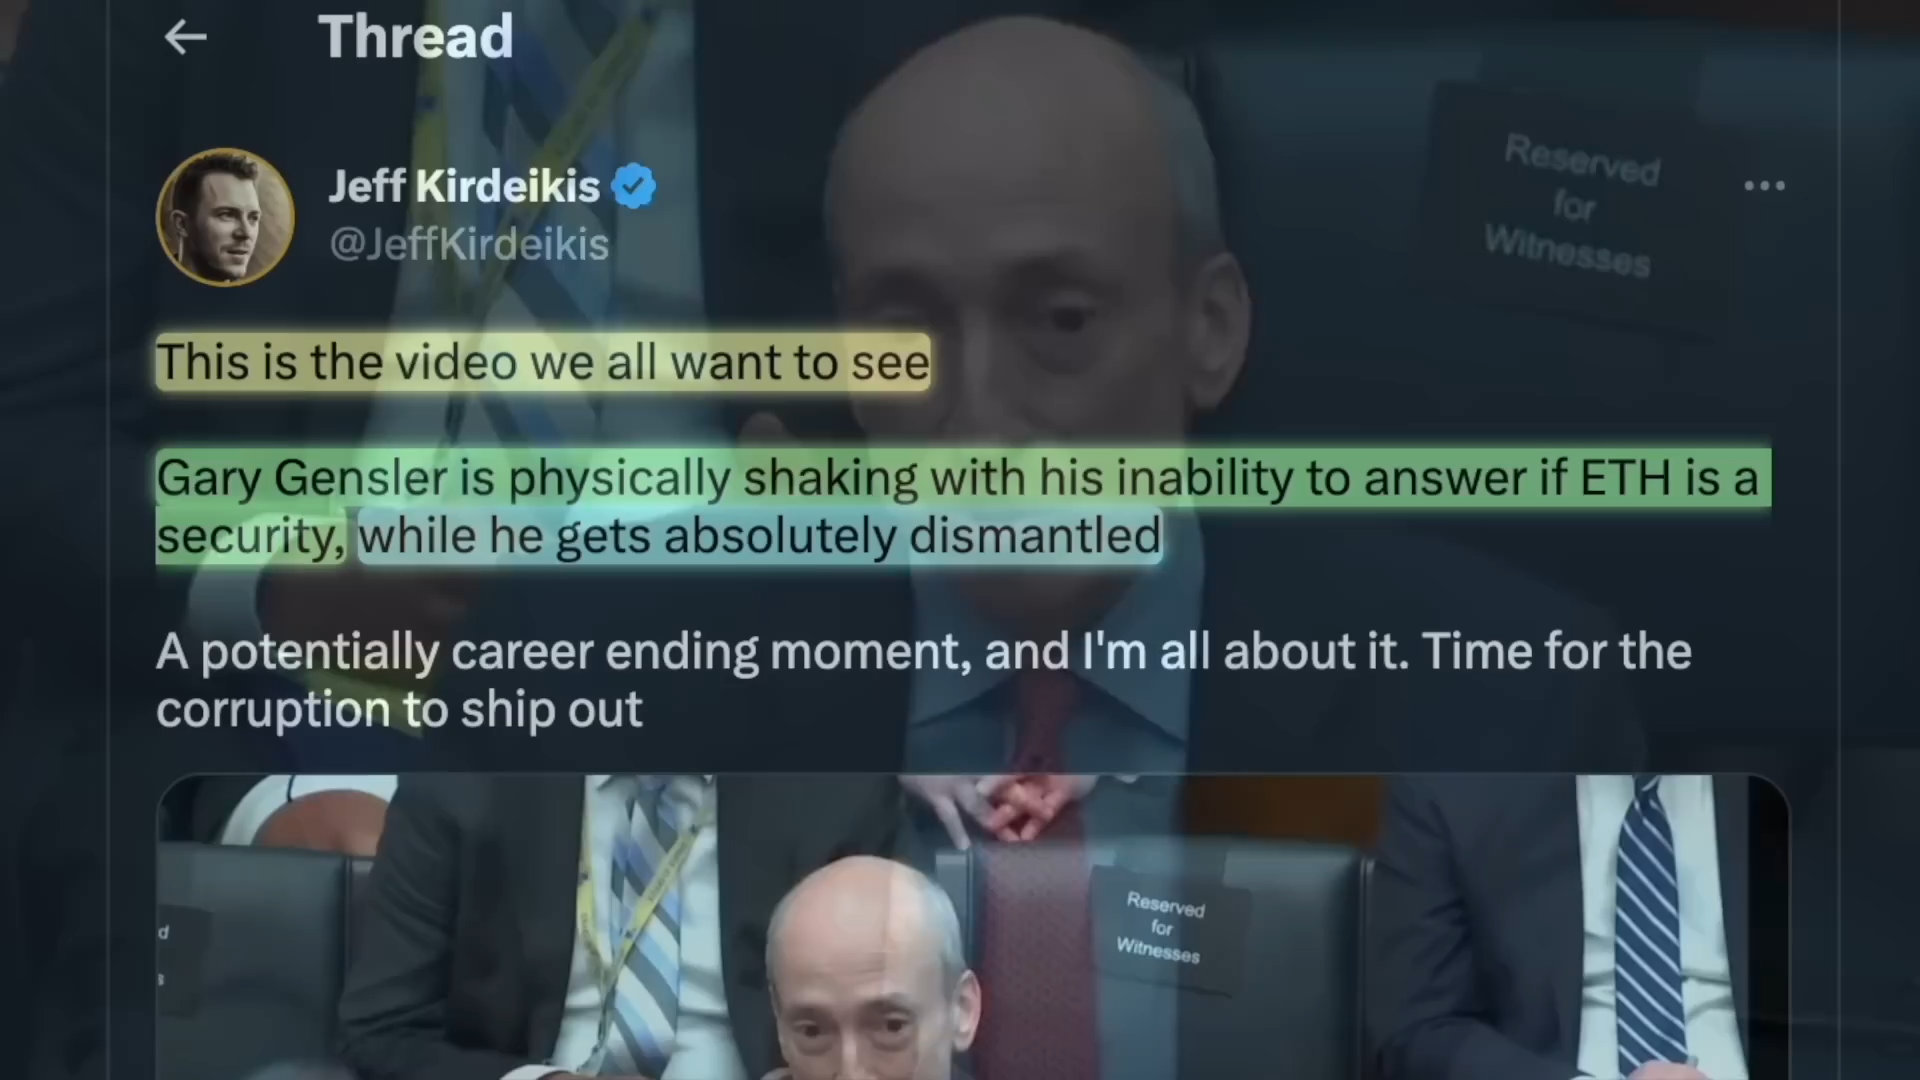 Thread
Jeff Kirdeikis
@JeffKirdeikis
Reserved
for
Witnesses
This is the video we all want to see
Gary Gensler is physically shaking with his inability to answer if ETH is a
security, while he gets absolutely dismantled
A potentially career ending moment, and I'm all about it. Time for the
corruption to ship out
Reserved
for
Witnesses